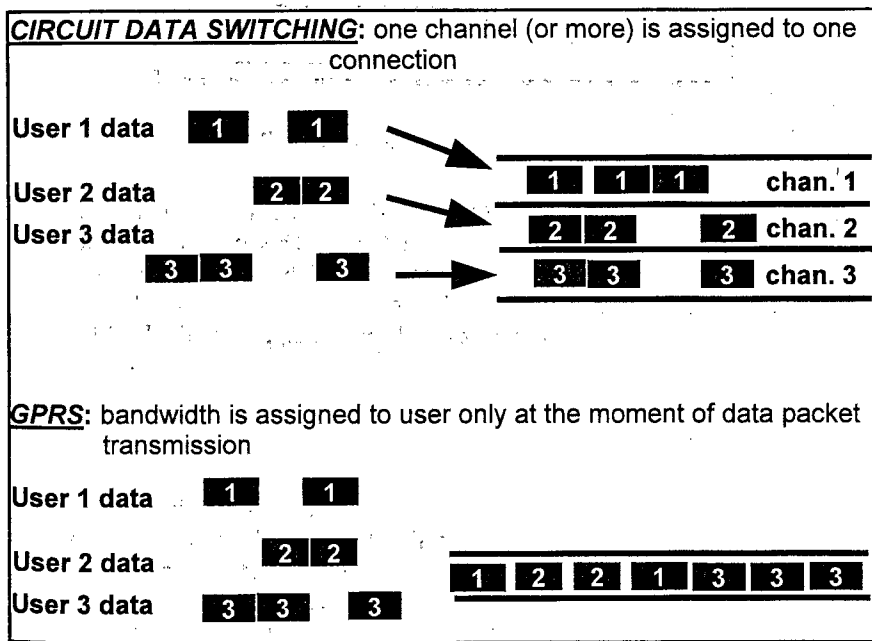 CIRCUIT DATA SWITCHING: one channel (or more) is assigned to one
connection
User 1 data 1 1
1 1 1 chan. 1
User 2 data 2 2
2 2 2 chan. 2
User 3 data
3 3 3
3 3 3 chan. 3
GPRS: bandwidth is assigned to user only at the moment of data packet
transmission
User 1 data 1 1
User 2 data 2 2
1 2 2 1 3 3 3
User 3 data 3 3 3